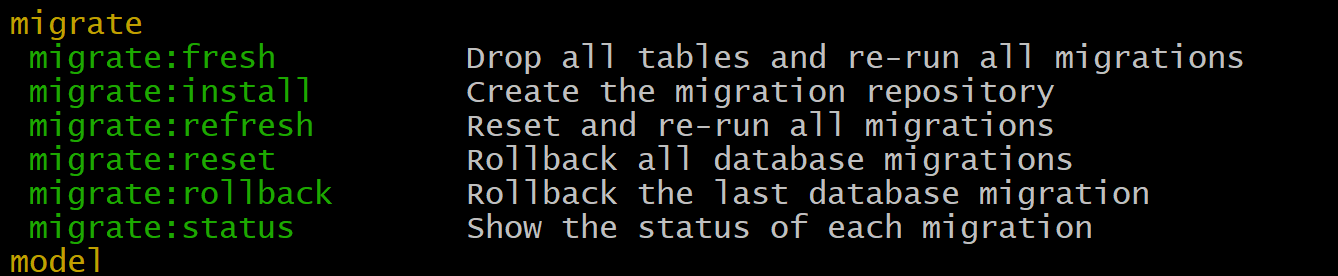 migrate
migrate:fresh Drop all tables and re-run all migrations
migrate:install Create the migration repository
migrate:refresh Reset and re-run all migrations
migrate:reset Rollback all database migrations
migrate:rollback Rollback the last database migration
migrate:status Show the status of each migration
model